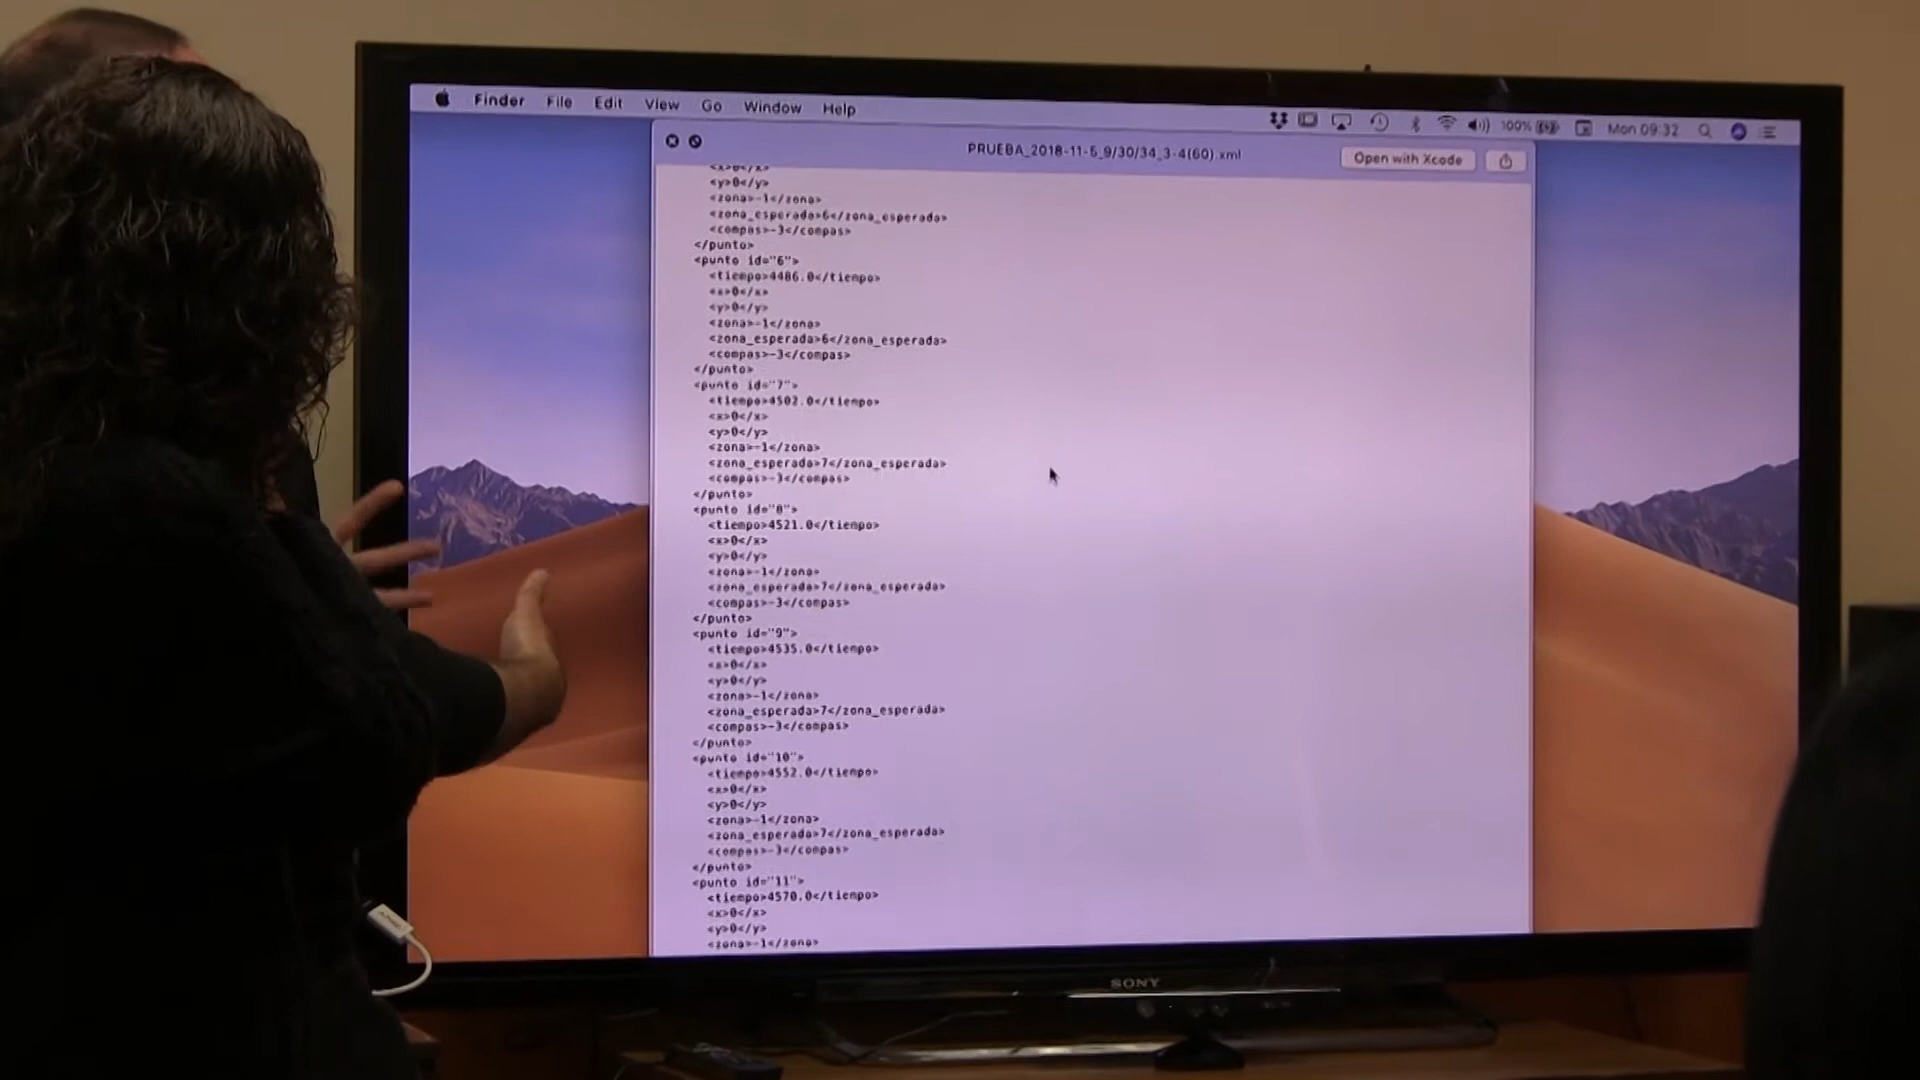 Finder File Edit View Go Window Help 100% Mon 09:32
PRUEBA_2018-11-5_9/30/34_3-4(60).xml Open with Xcode
<x>0</x>
<y>0</y>
<zona>-1</zona>
<zona_esperada>6</zona_esperada>
<compas>-3</compas>
</punto>
<punto id="6">
<tiempo>4486.0</tiempo>
<x>0</x>
<y>0</y>
<zona>-1</zona>
<zona_esperada>6</zona_esperada>
<compas>-3</compas>
</punto>
<punto id="7">
<tiempo>4502.0</tiempo>
<x>0</x>
<y>0</y>
<zona>-1</zona>
<zona_esperada>7</zona_esperada>
<compas>-3</compas>
</punto>
<punto id="8">
<tiempo>4521.0</tiempo>
<x>0</x>
<y>0</y>
<zona>-1</zona>
<zona_esperada>7</zona_esperada>
<compas>-3</compas>
</punto>
<punto id="9">
<tiempo>4535.0</tiempo>
<x>0</x>
<y>0</y>
<zona>-1</zona>
<zona_esperada>7</zona_esperada>
<compas>-3</compas>
</punto>
<punto id="10">
<tiempo>4552.0</tiempo>
<x>0</x>
<y>0</y>
<zona>-1</zona>
<zona_esperada>7</zona_esperada>
<compas>-3</compas>
</punto>
<punto id="11">
<tiempo>4570.0</tiempo>
<x>0</x>
<y>0</y>
<zona>-1</zona>
SONY